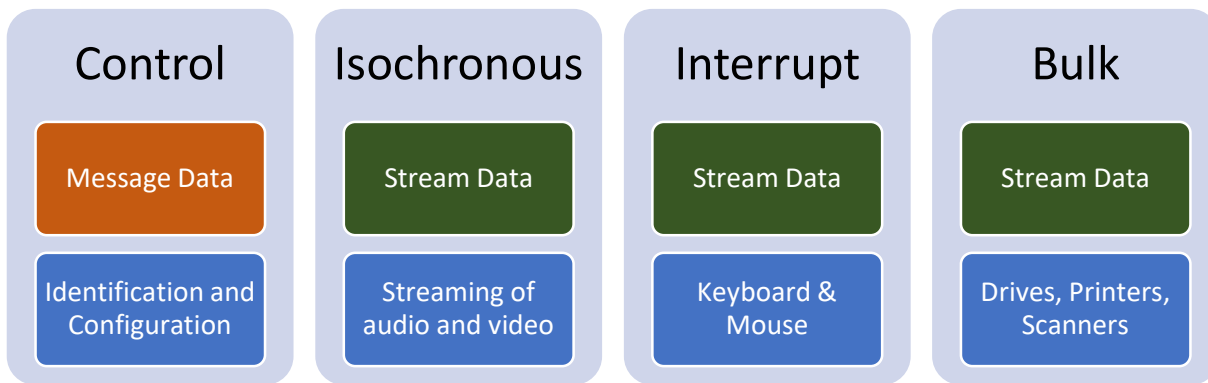 Control
Message Data
Identification and
Configuration
Isochronous
Stream Data
Streaming of
audio and video
Interrupt
Stream Data
Keyboard &
Mouse
Bulk
Stream Data
Drives, Printers,
Scanners